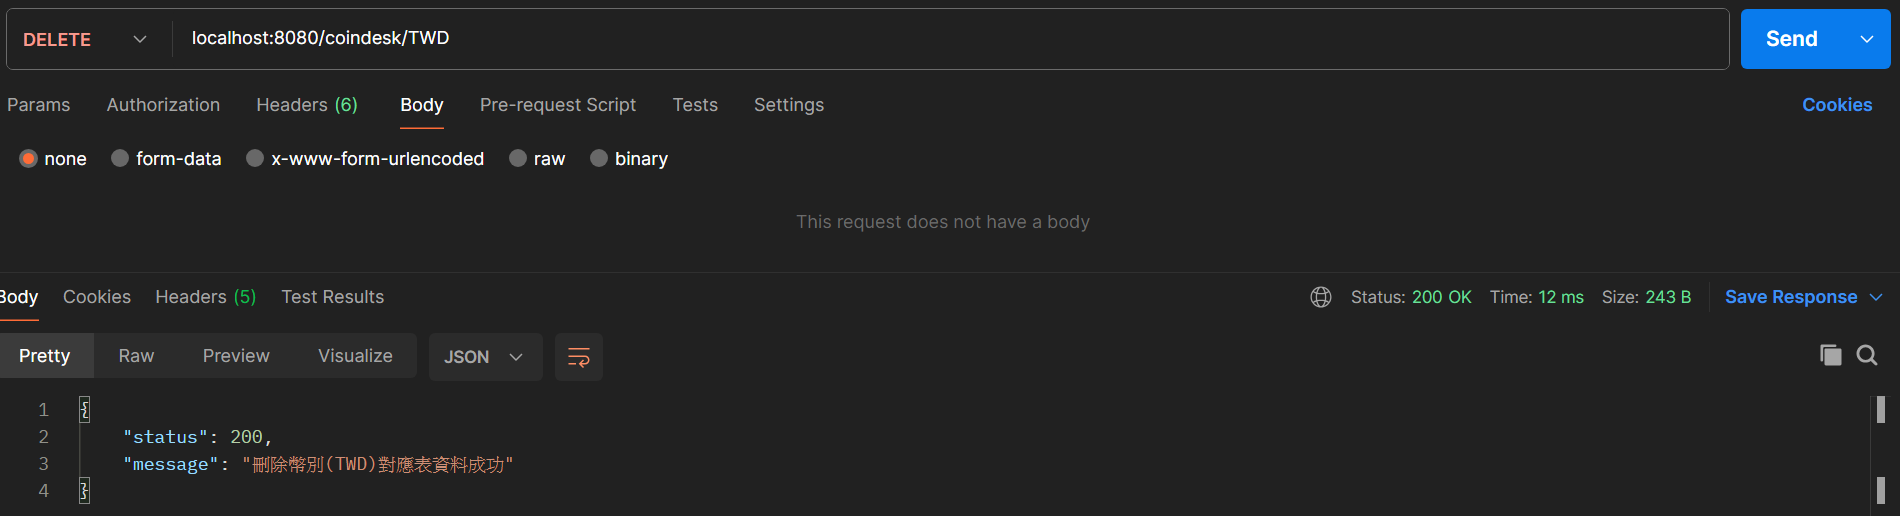 DELETE localhost:8080/coindesk/TWD Send
Params Authorization Headers (6) Body Pre-request Script Tests Settings Cookies
none form-data x-www-form-urlencoded raw binary
This request does not have a body
Body Cookies Headers (5) Test Results Status: 200 OK Time: 12 ms Size: 243 B Save Response
Pretty Raw Preview Visualize JSON
1 {
2 "status": 200,
3 "message": "刪除幣別(TWD)對應表資料成功"
4 }